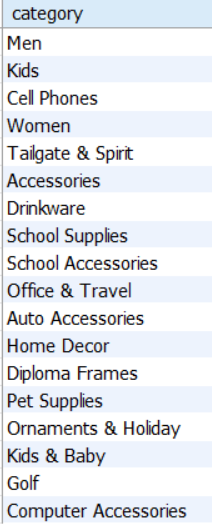 category
Men
Kids
Cell Phones
Women
Tailgate & Spirit
Accessories
Drinkware
School Supplies
School Accessories
Office & Travel
Auto Accessories
Home Decor
Diploma Frames
Pet Supplies
Ornaments & Holiday
Kids & Baby
Golf
Computer Accessories